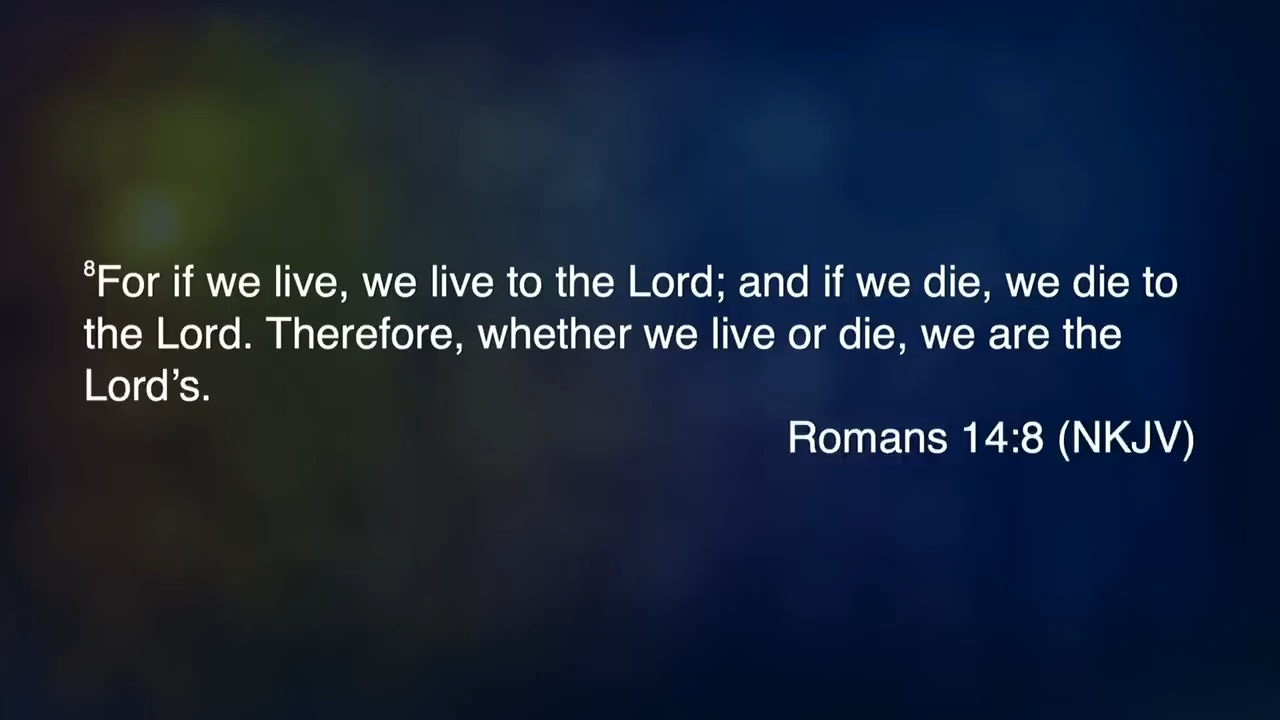 ⁸For if we live, we live to the Lord; and if we die, we die to
the Lord. Therefore, whether we live or die, we are the
Lord’s.
Romans 14:8 (NKJV)